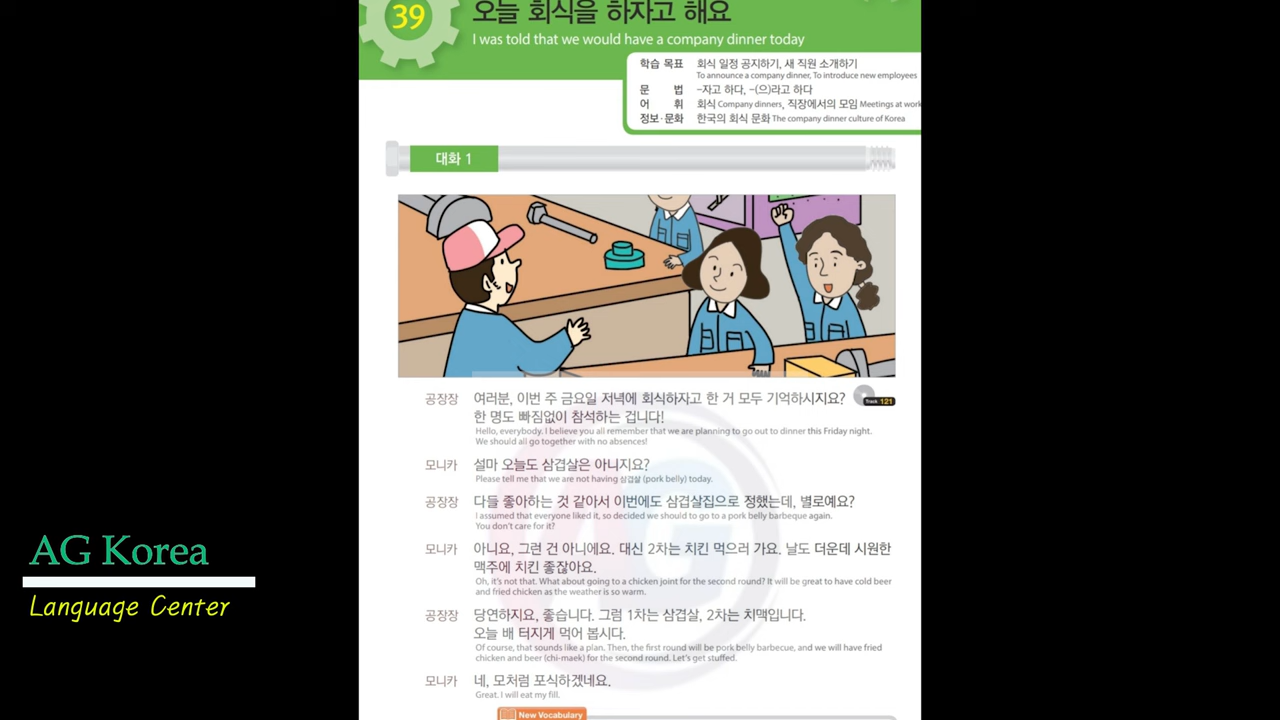 39
오늘 회식을 하자고 해요
I was told that we would have a company dinner today
학습 목표 회식 일정 공지하기, 새 직원 소개하기
To announce a company dinner, To introduce new employees
문 법 -자고 하다, -(으)라고 하다
어 휘 회식 Company dinners, 직장에서의 모임 Meetings at work
정보·문화 한국의 회식 문화 The company dinner culture of Korea
대화 1
공장장 여러분, 이번 주 금요일 저녁에 회식하자고 한 거 모두 기억하시지요?
Track 121
한 명도 빠짐없이 참석하는 겁니다!
Hello, everybody. I believe you all remember that we are planning to go out to dinner this Friday night.
We should all go together with no absences!
모니카 설마 오늘도 삼겹살은 아니지요?
Please tell me that we are not having 삼겹살 (pork belly) today.
공장장 다들 좋아하는 것 같아서 이번에도 삼겹살집으로 정했는데, 별로예요?
I assumed that everyone liked it, so decided we should to go to a pork belly barbeque again.
You don't care for it?
모니카 아니요, 그런 건 아니에요. 대신 2차는 치킨 먹으러 가요. 날도 더운데 시원한
맥주에 치킨 좋잖아요.
Oh, it's not that. What about going to a chicken joint for the second round? It will be great to have cold beer
and fried chicken as the weather is so warm.
공장장 당연하지요, 좋습니다. 그럼 1차는 삼겹살, 2차는 치맥입니다.
오늘 배 터지게 먹어 봅시다.
Of course, that sounds like a plan. Then, the first round will be pork belly barbecue, and we will have fried
chicken and beer (chi-maek) for the second round. Let's get stuffed.
모니카 네, 모처럼 포식하겠네요.
Great. I will eat my fill.
New Vocabulary
AG Korea
Language Center
AG